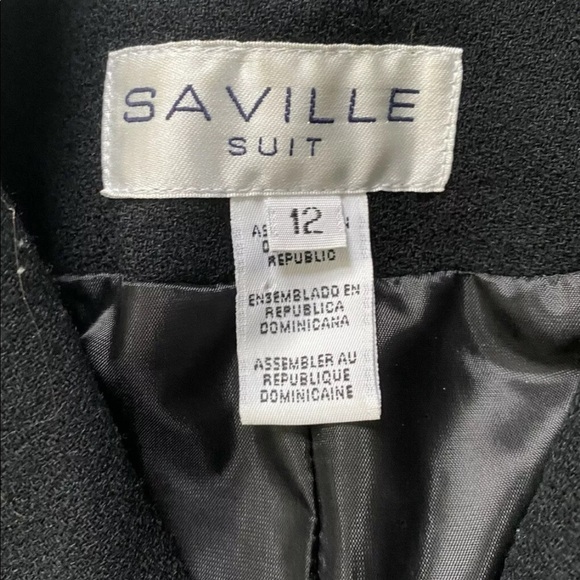 SAVILLE
SUIT
12
REPUBLIC
ENSEMBLADO EN
REPUBLICA
DOMINICANA
ASSEMBLER AU
REPUBLIQUE
DOMINICAINE